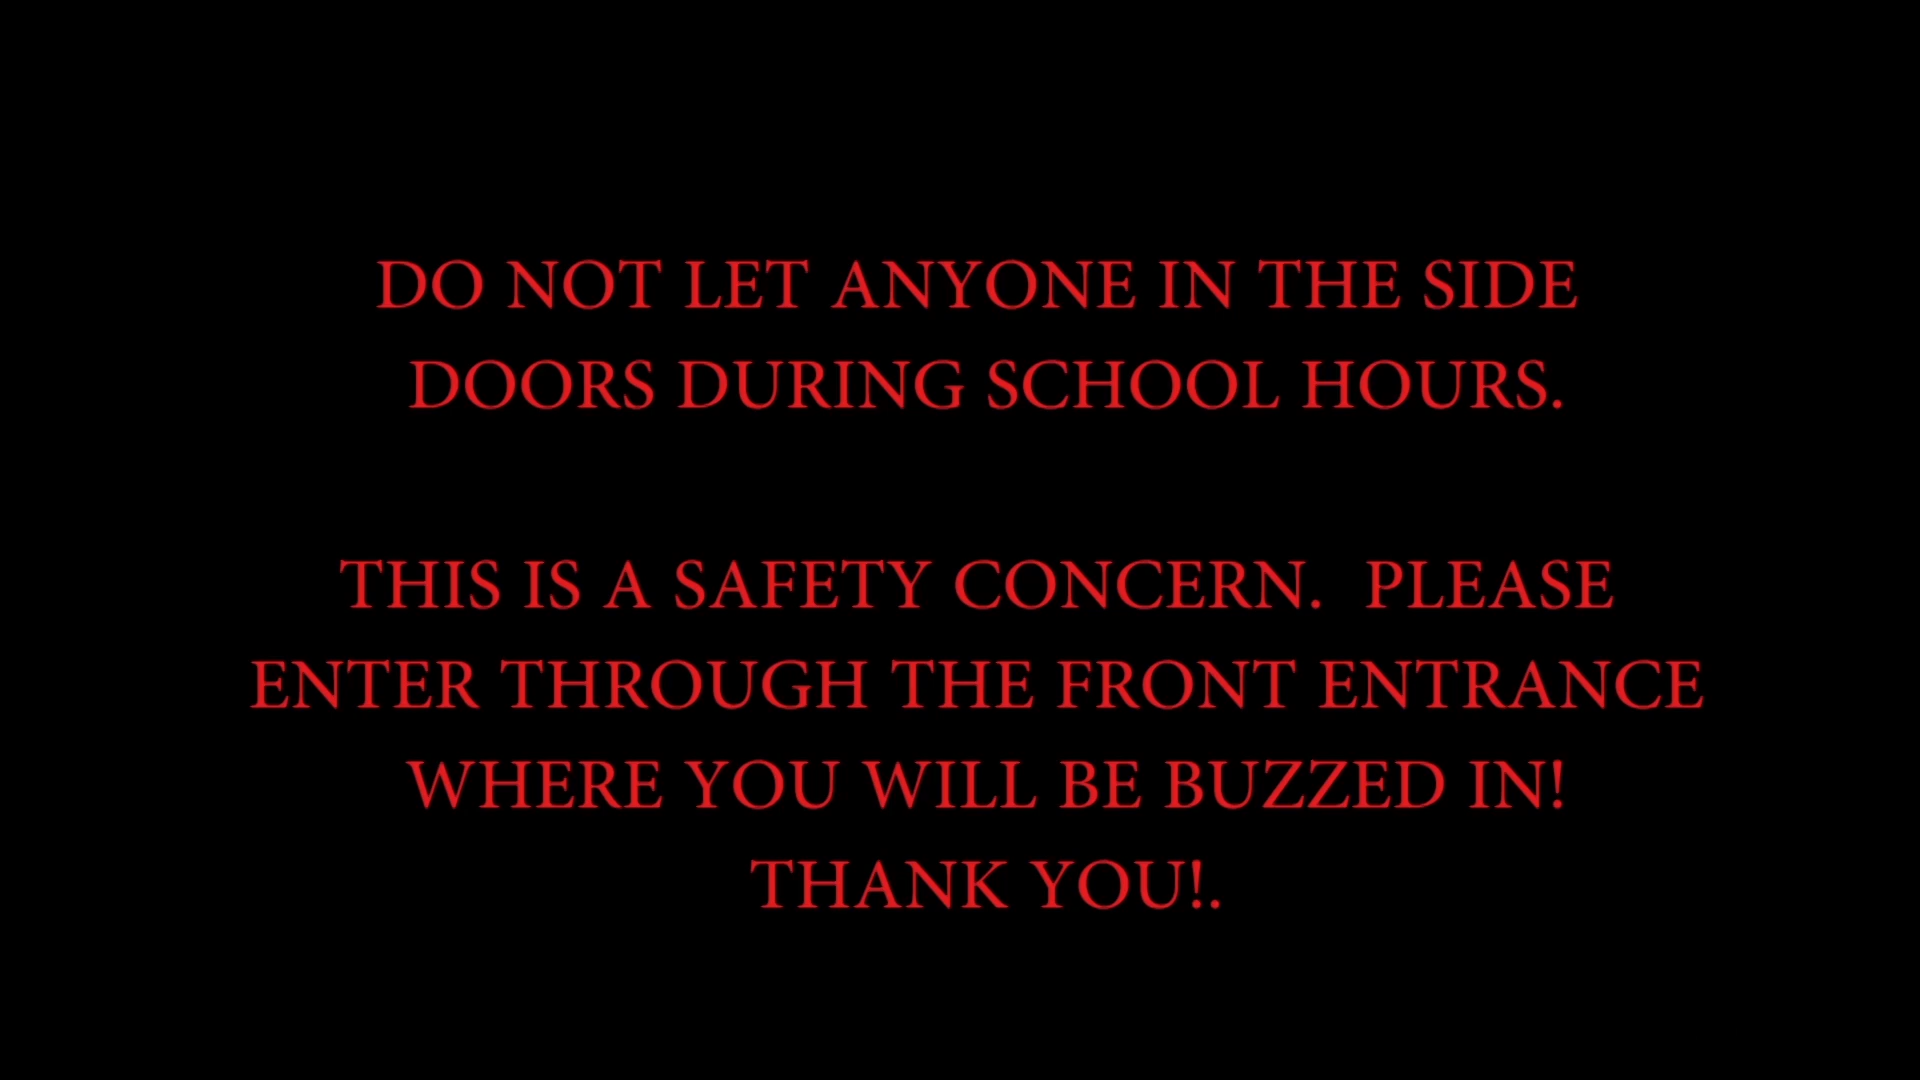 DO NOT LET ANYONE IN THE SIDE
DOORS DURING SCHOOL HOURS.
THIS IS A SAFETY CONCERN.  PLEASE
ENTER THROUGH THE FRONT ENTRANCE
WHERE YOU WILL BE BUZZED IN!
THANK YOU!.